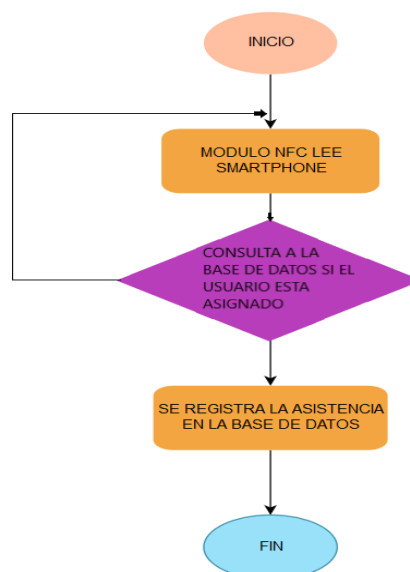 INICIO
MODULO NFC LEE
SMARTPHONE
CONSULTA A LA
BASE DE DATOS SI EL
USUARIO ESTA
ASIGNADO
SE REGISTRA LA ASISTENCIA
EN LA BASE DE DATOS
FIN